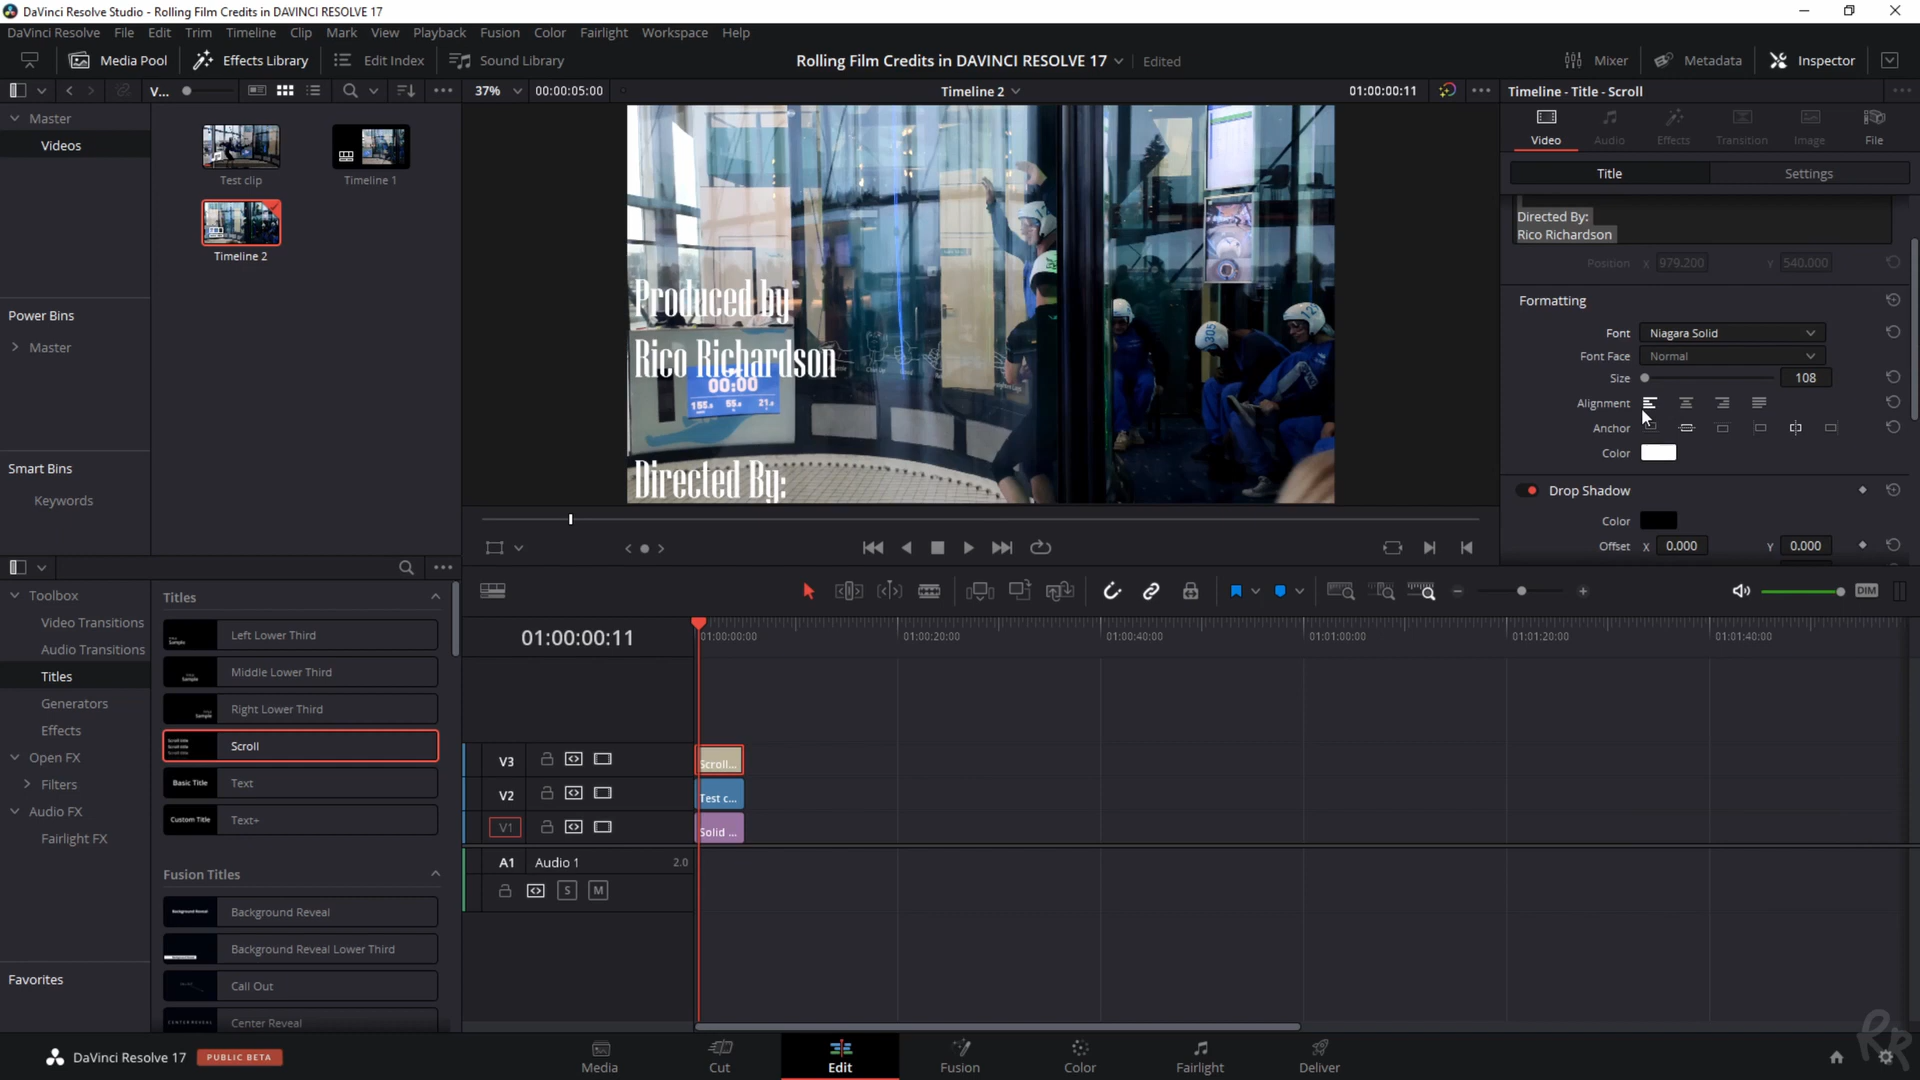 DaVinci Resolve Studio - Rolling Film Credits in DAVINCI RESOLVE 17
DaVinci Resolve File Edit Trim Timeline Clip Mark View Playback Fusion Color Fairlight Workspace Help
Media Pool Effects Library Edit Index Sound Library
Rolling Film Credits in DAVINCI RESOLVE 17 Edited
Mixer Metadata Inspector
V... 37% 00:00:05:00 Timeline 2 01:00:00:11
Timeline - Title - Scroll
Master
Videos
Test clip
Timeline 1
Timeline 2
Power Bins
Master
Smart Bins
Keywords
Produced by
Rico Richardson
00:00
Directed By:
Video Audio Effects Transition Image File
Title Settings
Directed By:
Rico Richardson
Position X 979.200 Y 540.000
Formatting
Font Niagara Solid
Font Face Normal
Size 108
Alignment
Anchor
Color
Drop Shadow
Color
Offset X 0.000 Y 0.000
Toolbox
Video Transitions
Audio Transitions
Titles
Generators
Effects
Open FX
Filters
Audio FX
Fairlight FX
Favorites
Titles
Left Lower Third
Middle Lower Third
Right Lower Third
Scroll
Basic Title Text
Custom Title Text+
Fusion Titles
Background Reveal
Background Reveal Lower Third
Call Out
CENTER REVEAL Center Reveal
DIM
01:00:00:11
01:00:00:00 01:00:20:00 01:00:40:00 01:01:00:00 01:01:20:00 01:01:40:00
V3 Scroll...
V2 Test c...
V1 Solid ...
A1 Audio 1 2.0
S M
DaVinci Resolve 17 PUBLIC BETA
Media Cut Edit Fusion Color Fairlight Deliver
RR